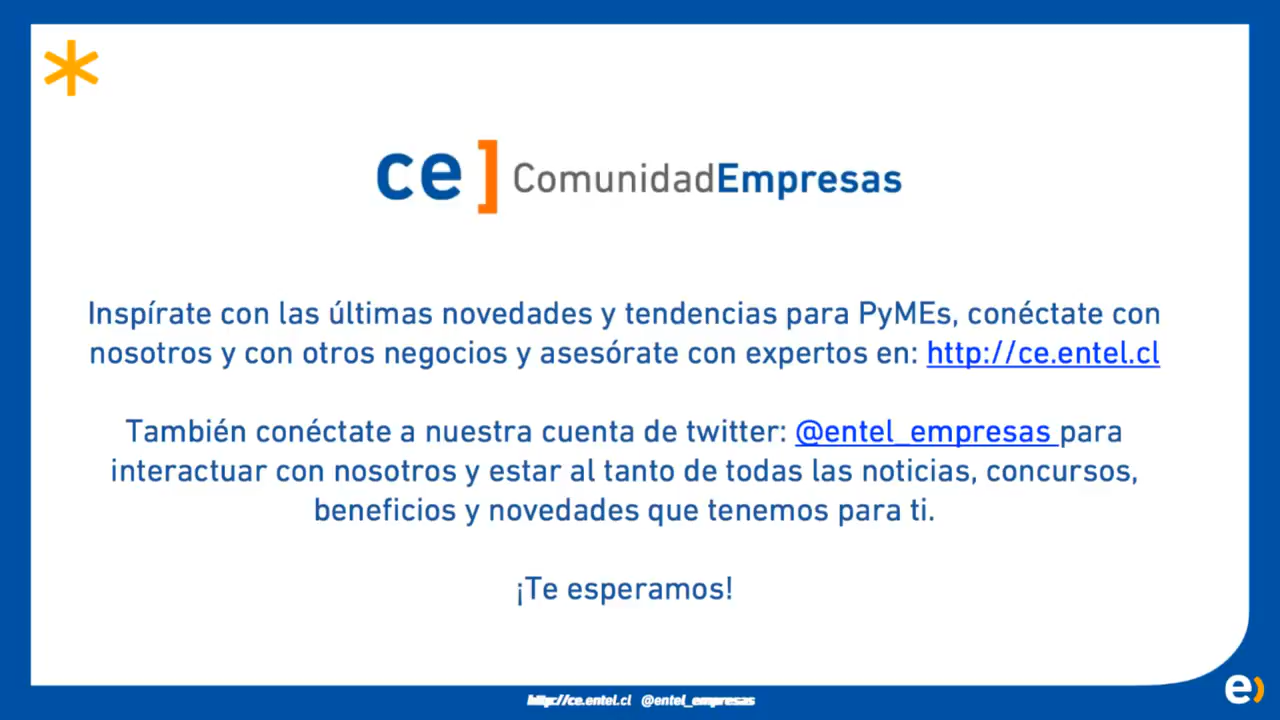 ce] ComunidadEmpresas
Inspírate con las últimas novedades y tendencias para PyMEs, conéctate con
nosotros y con otros negocios y asesórate con expertos en: http://ce.entel.cl
También conéctate a nuestra cuenta de twitter: @entel_empresas para
interactuar con nosotros y estar al tanto de todas las noticias, concursos,
beneficios y novedades que tenemos para ti.
¡Te esperamos!
http://ce.entel.cl @entel_empresas
e)